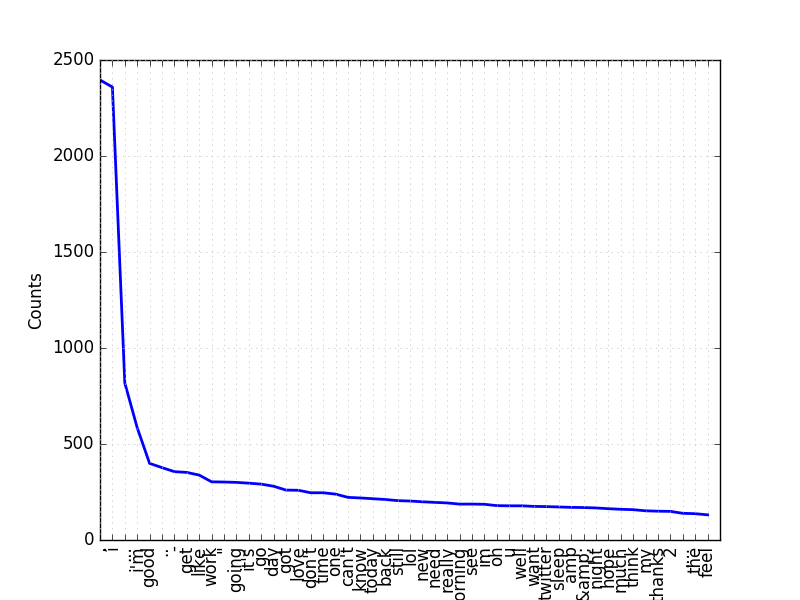 2500
2000
1500
1000
500
0
Counts
,
i
...
i'm
good
..
-
get
like
work
"
going
it's
go
day
got
love
don't
time
one
can't
know
today
back
still
lol
new
need
really
orning
see
im
oh
u
well
want
twitter
sleep
amp
&amp;
night
hope
much
think
my
thanks
2
the
feel